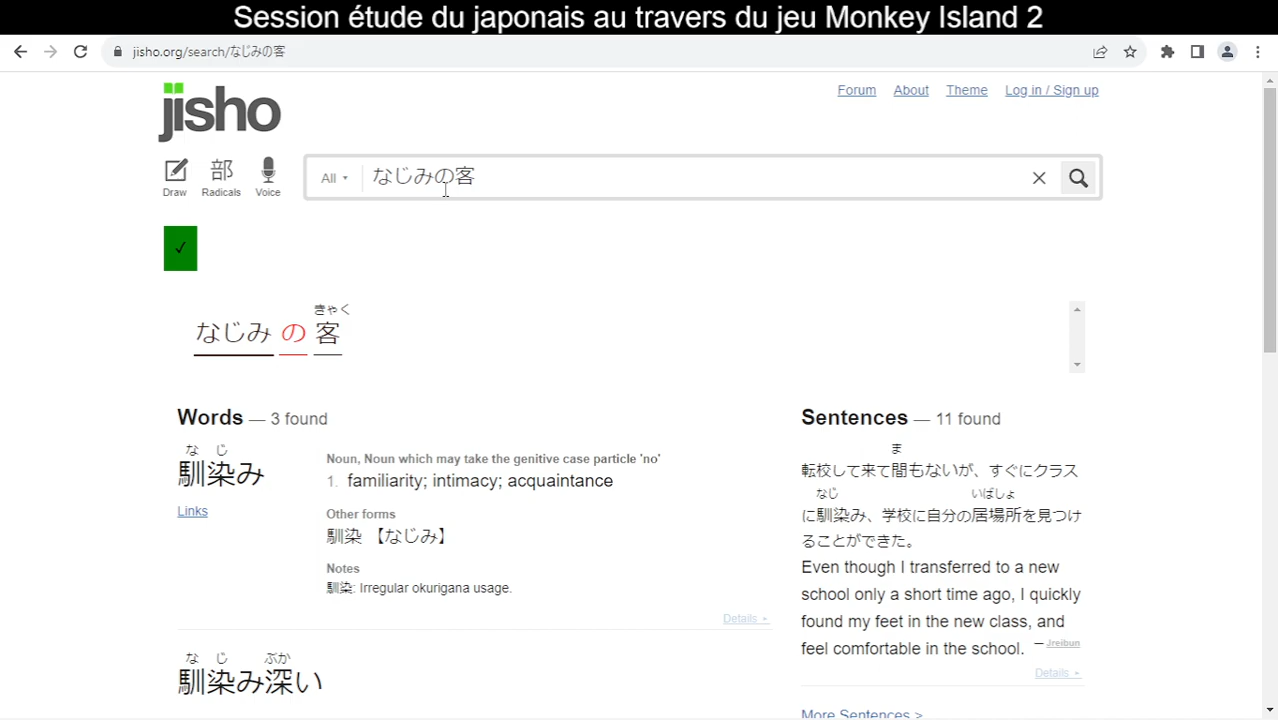 Session étude du japonais au travers du jeu Monkey Island 2
jisho.org/search/なじみの客
Forum About Theme Log in / Sign up
jisho
Draw Radicals Voice
部
All なじみの客
✓
きゃく
なじみ の 客
Words — 3 found
なじ
馴染み
Links
Noun, Noun which may take the genitive case particle 'no'
1. familiarity; intimacy; acquaintance
Other forms
馴染 【なじみ】
Notes
馴染: Irregular okurigana usage.
Details ▸
なじ ぶか
馴染み深い
Sentences — 11 found
ま
転校して来て間もないが、すぐにクラス
なじ いばしょ
に馴染み、学校に自分の居場所を見つけ
ることができた。
Even though I transferred to a new
school only a short time ago, I quickly
found my feet in the new class, and
feel comfortable in the school. — Jreibun
Details ▸
More Sentences >